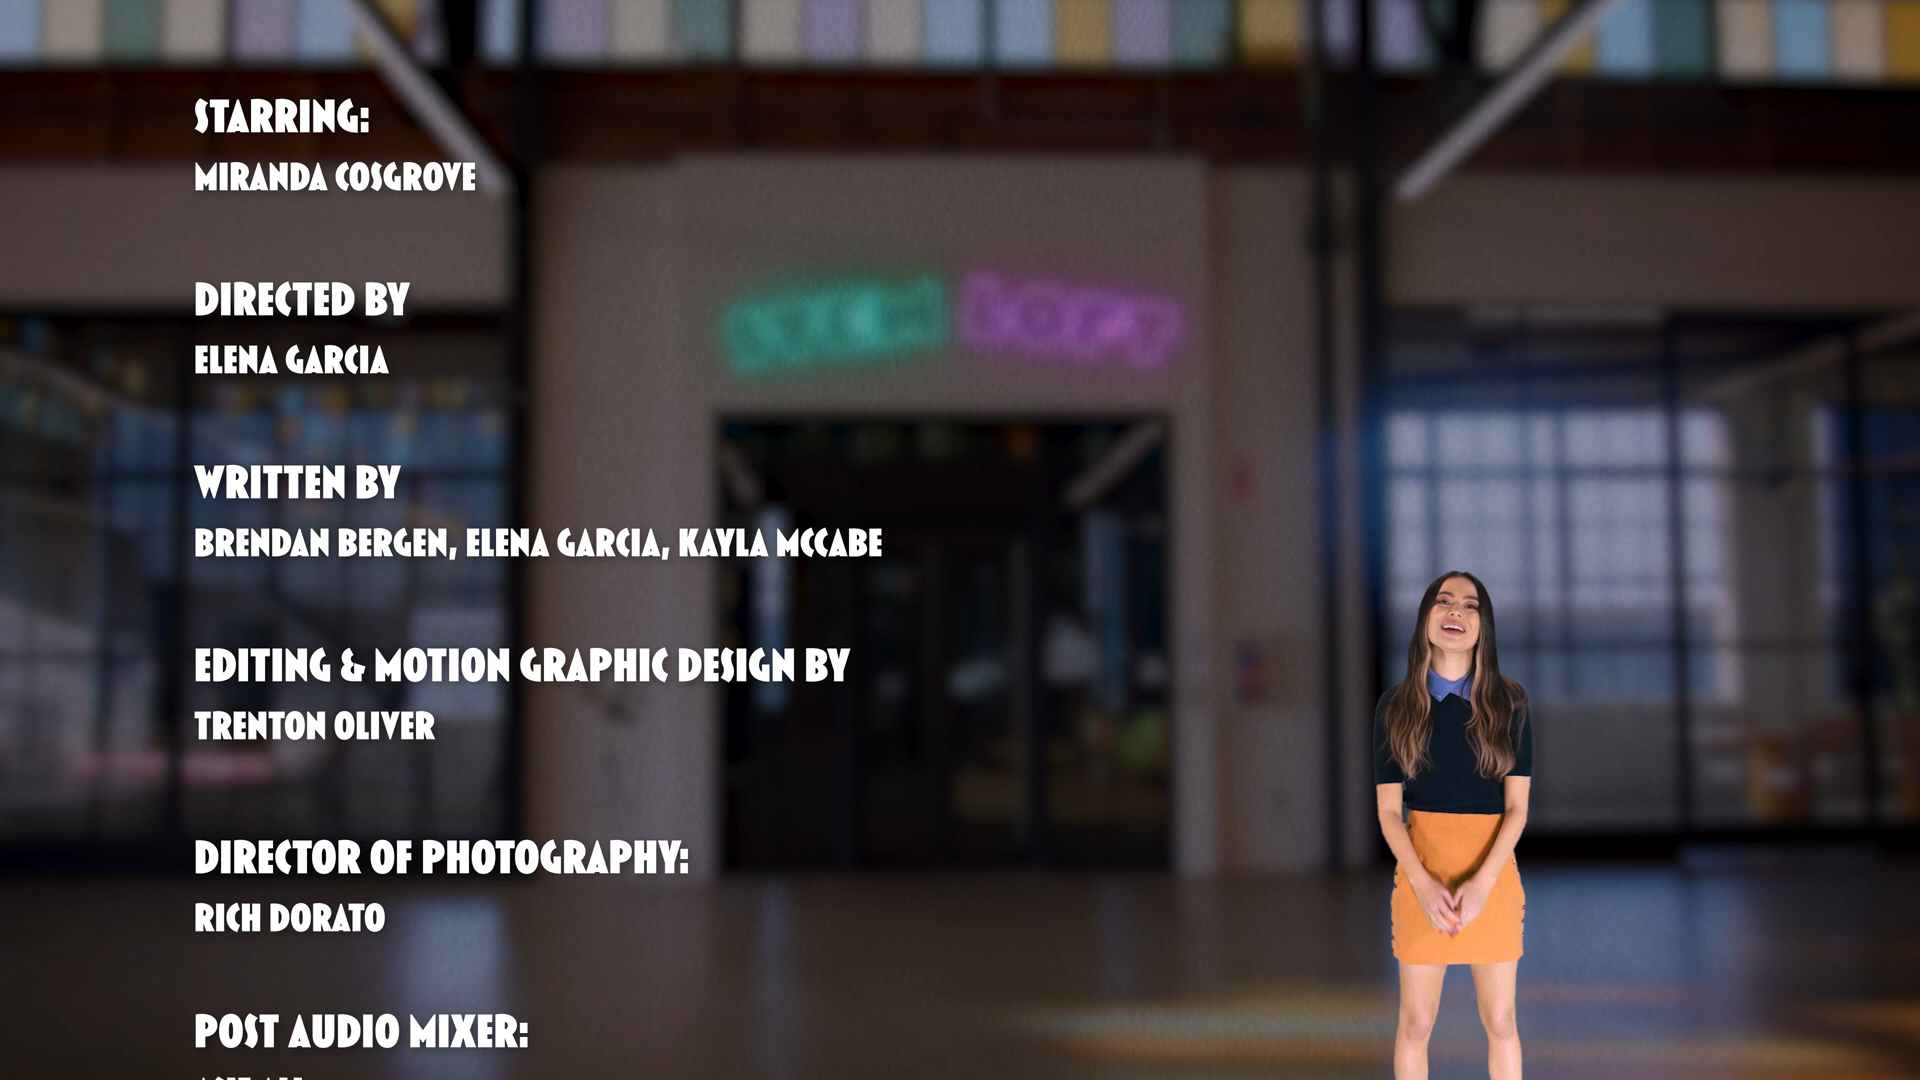 STARRING:
MIRANDA COSGROVE
DIRECTED BY
ELENA GARCIA
WRITTEN BY
BRENDAN BERGEN, ELENA GARCIA, KAYLA MCCABE
EDITING & MOTION GRAPHIC DESIGN BY
TRENTON OLIVER
DIRECTOR OF PHOTOGRAPHY:
RICH DORATO
POST AUDIO MIXER: